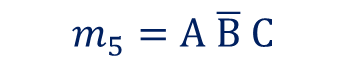 m₅ = A B̅ C